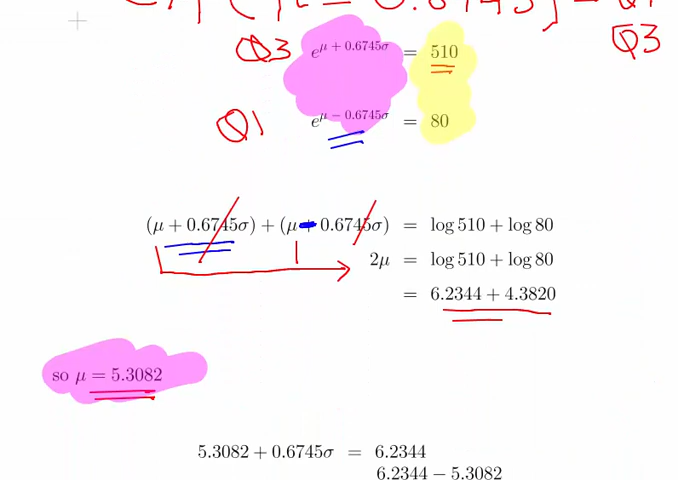 Q3 e^{μ + 0.6745σ} = 510
Q3
Q1 e^{μ − 0.6745σ} = 80
(μ + 0.6745σ) + (μ − 0.6745σ) = log 510 + log 80
2μ = log 510 + log 80
= 6.2344 + 4.3820
so μ = 5.3082
5.3082 + 0.6745σ = 6.2344
6.2344 − 5.3082